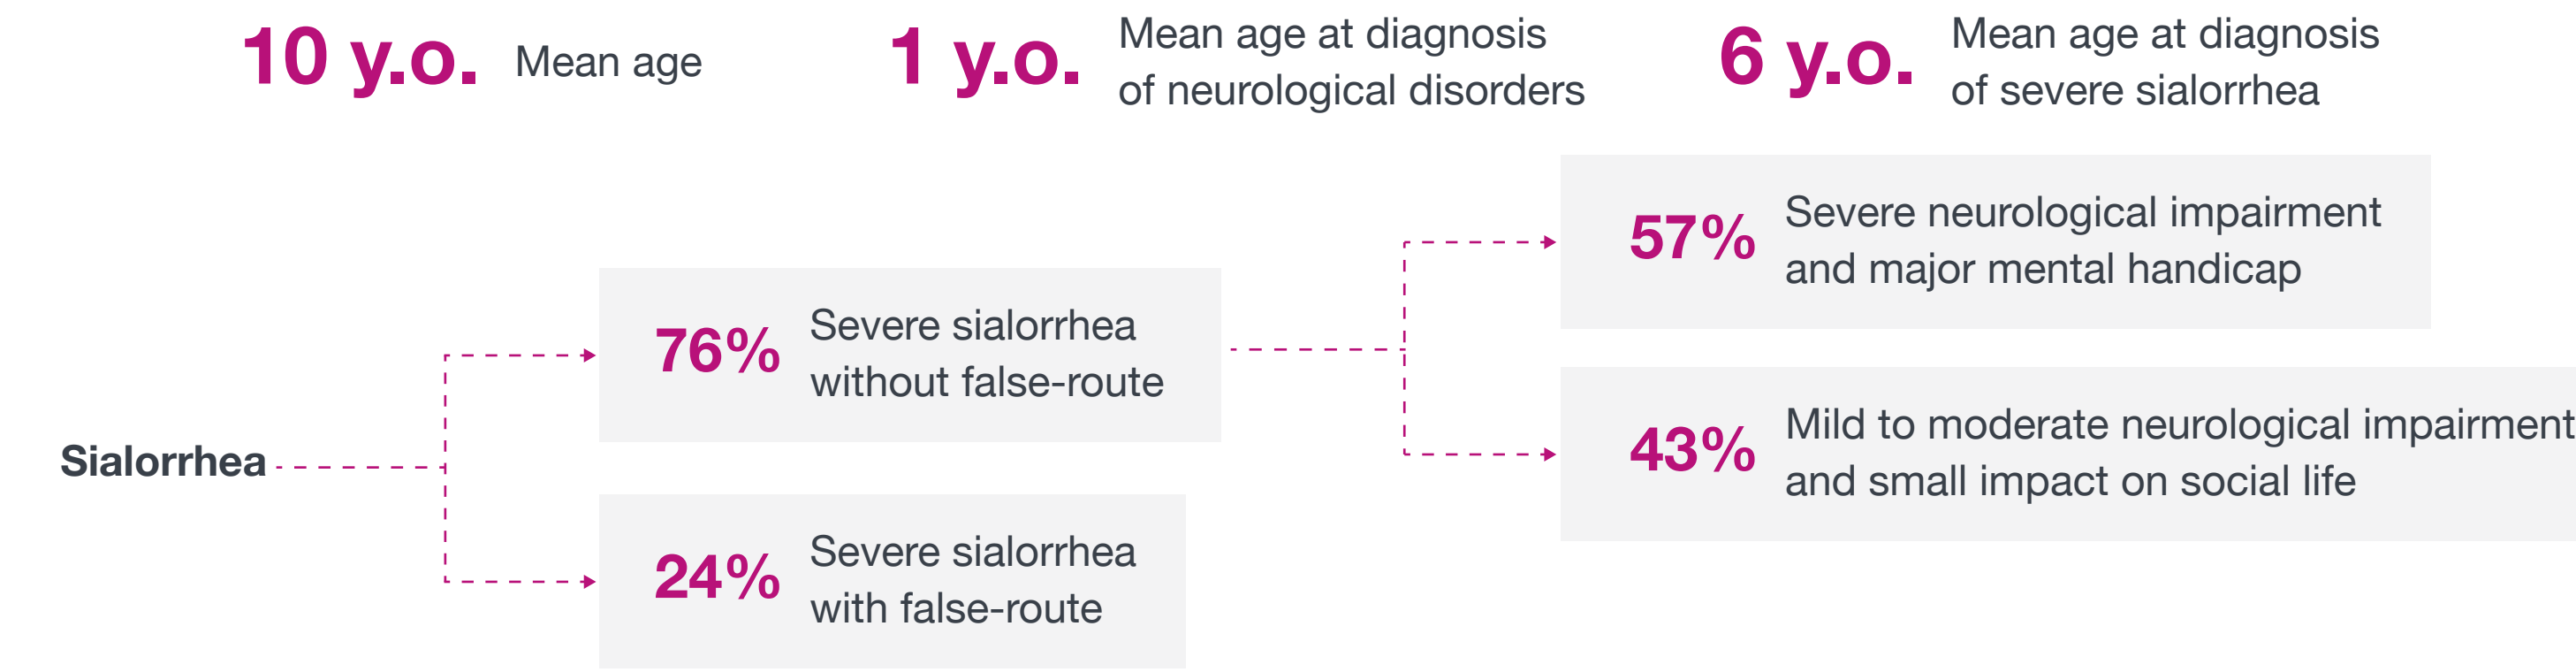 10 y.o. Mean age
1 y.o. Mean age at diagnosis
of neurological disorders
6 y.o. Mean age at diagnosis
of severe sialorrhea
Sialorrhea
76% Severe sialorrhea
without false-route
24% Severe sialorrhea
with false-route
57% Severe neurological impairment
and major mental handicap
43% Mild to moderate neurological impairment
and small impact on social life